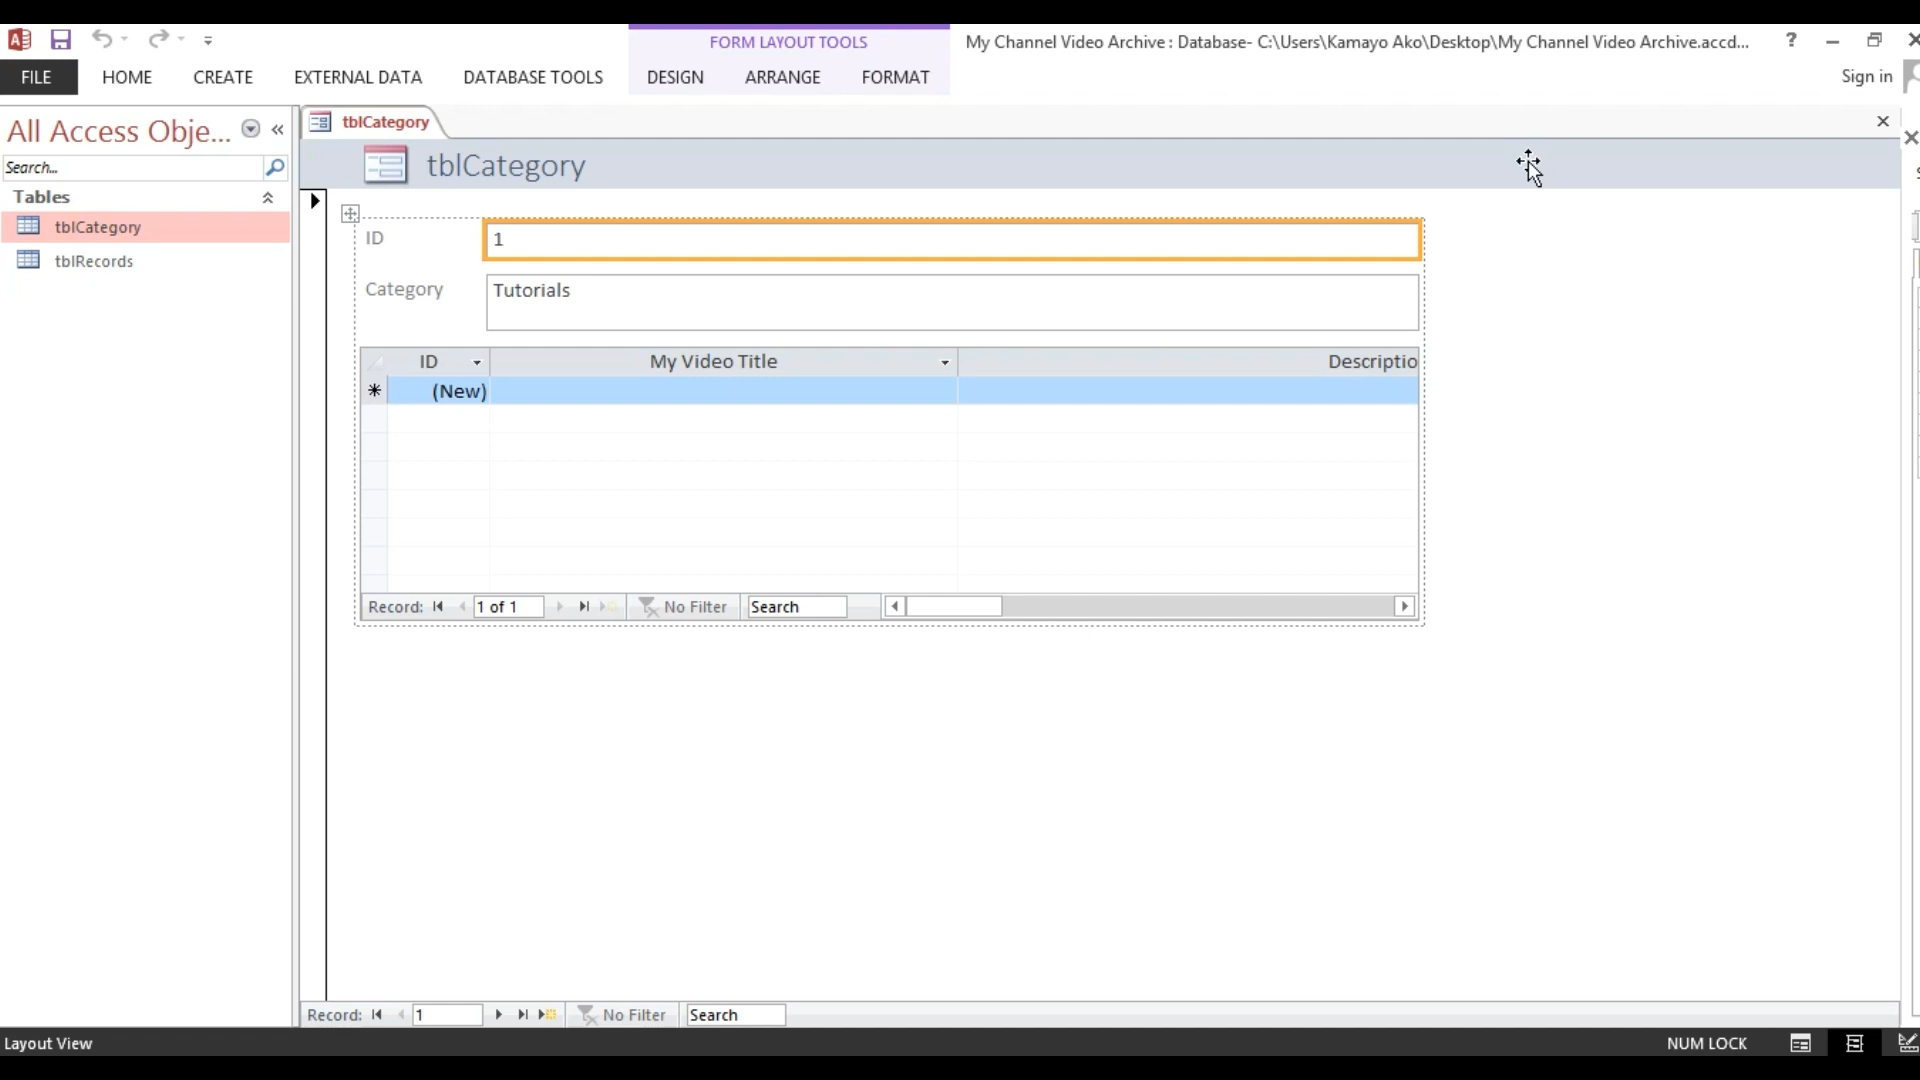 FORM LAYOUT TOOLS
My Channel Video Archive : Database- C:\Users\Kamayo Ako\Desktop\My Channel Video Archive.accd...
?
FILE HOME CREATE EXTERNAL DATA DATABASE TOOLS DESIGN ARRANGE FORMAT
Sign in
All Access Obje...
Search...
Tables
tblCategory
tblRecords
tblCategory
tblCategory
ID
1
Category
Tutorials
ID My Video Title Descriptio
(New)
Record: 1 of 1 No Filter Search
Record: 1 No Filter Search
Layout View
NUM LOCK